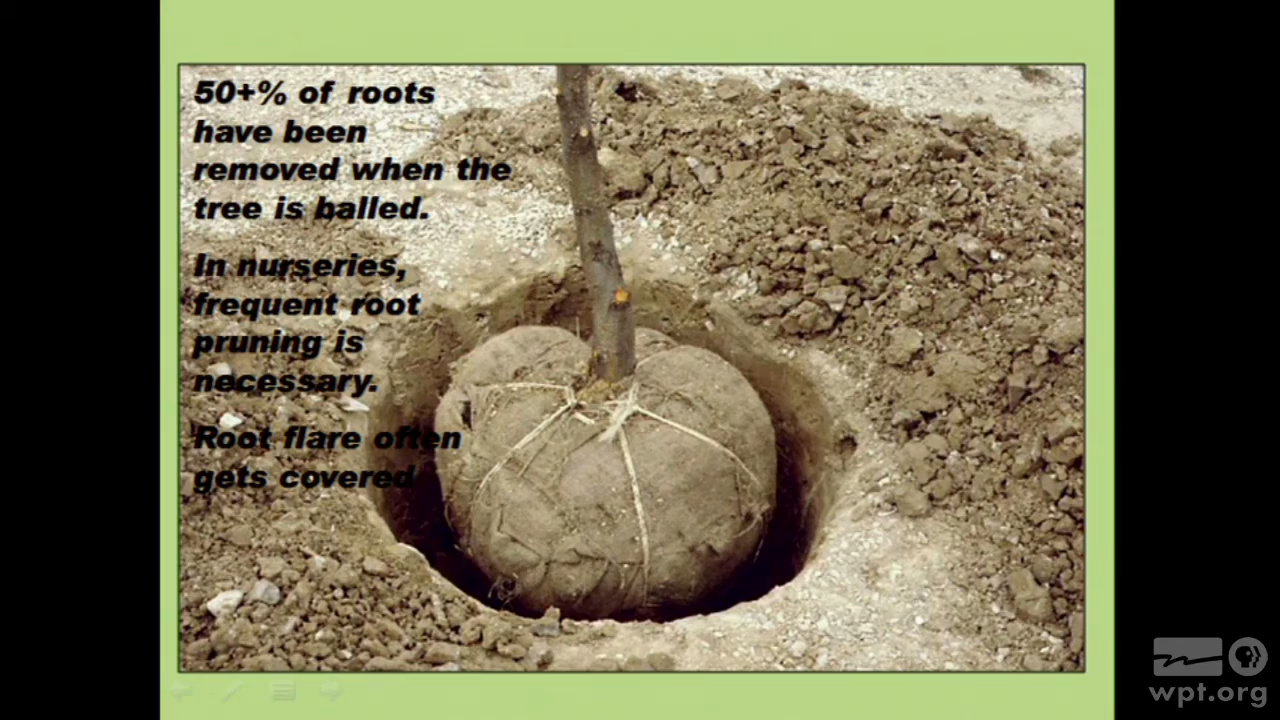 50+% of roots
have been
removed when the
tree is balled.
In nurseries,
frequent root
pruning is
necessary.
Root flare often
gets covered
wpt.org